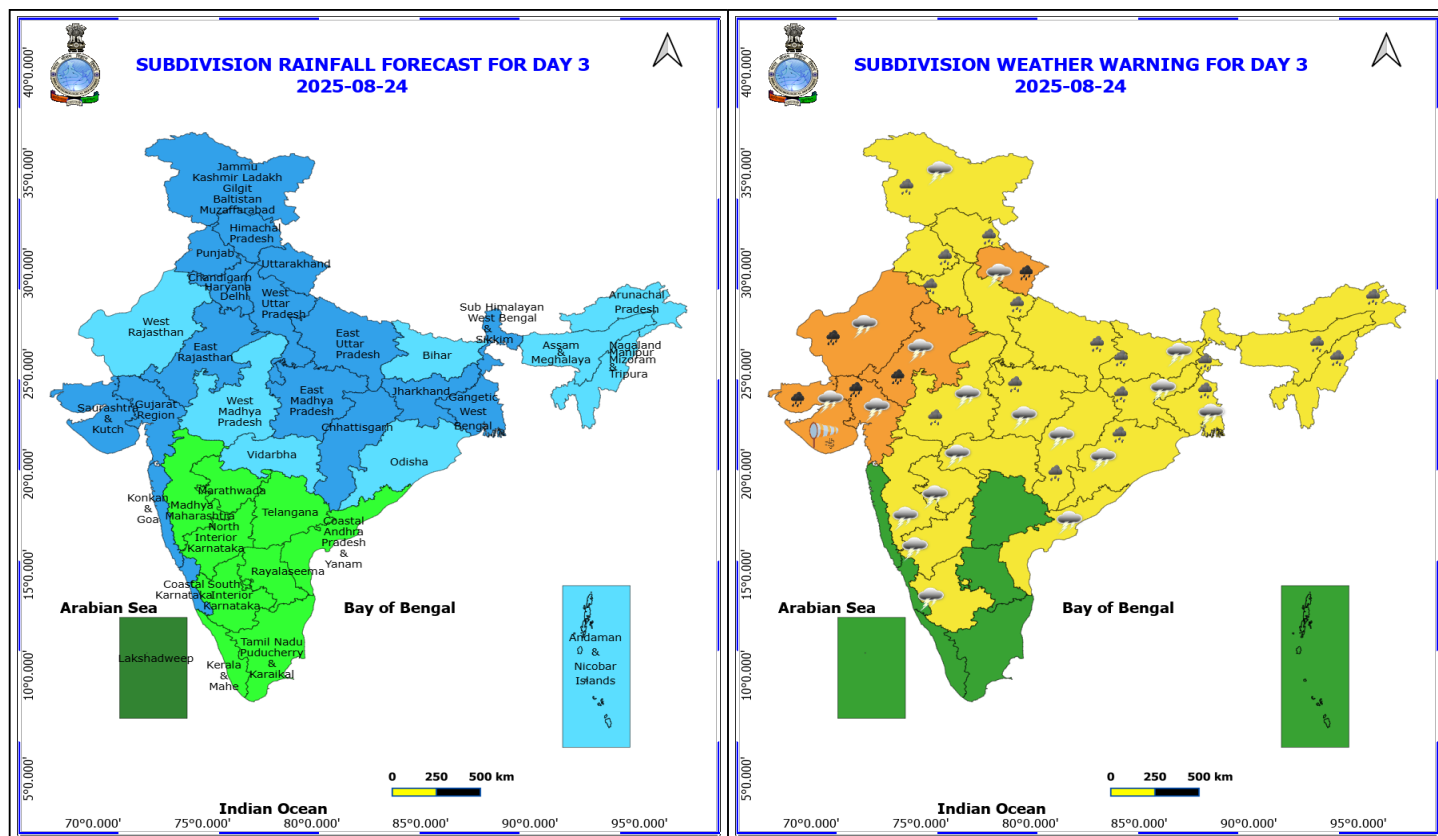 SUBDIVISION RAINFALL FORECAST FOR DAY 3
2025-08-24
40°0.000'
35°0.000'
30°0.000'
25°0.000'
20°0.000'
15°0.000'
10°0.000'
5°0.000'
Jammu
Kashmir Ladakh
Gilgit
Baltistan
Muzaffarabad
Himachal
Pradesh
Punjab
Uttarakhand
Chandigarh
Haryana
Delhi
West
Uttar
Pradesh
West
Rajasthan
East
Rajasthan
East
Uttar
Pradesh
Bihar
Sub Himalayan
West Bengal
&
Sikkim
Arunachal
Pradesh
Assam
&
Meghalaya
Nagaland
Manipur
Mizoram
&
Tripura
Saurashtra
&
Kutch
Gujarat
Region
West
Madhya
Pradesh
East
Madhya
Pradesh
Jharkhand
Gangetic
West
Bengal
Chhattisgarh
Vidarbha
Odisha
Konkan
&
Goa
Madhya
Maharashtra
Marathwada
Telangana
North
Interior
Karnataka
Coastal
Andhra
Pradesh
&
Yanam
Rayalaseema
Coastal
Karnataka
South
Interior
Karnataka
Tamil Nadu
Puducherry
&
Karaikal
Kerala
&
Mahe
Arabian Sea
Bay of Bengal
Lakshadweep
Andaman
&
Nicobar
Islands
0 250 500 km
Indian Ocean
70°0.000' 75°0.000' 80°0.000' 85°0.000' 90°0.000' 95°0.000'
SUBDIVISION WEATHER WARNING FOR DAY 3
2025-08-24
40°0.000'
35°0.000'
30°0.000'
25°0.000'
20°0.000'
15°0.000'
10°0.000'
5°0.000'
Arabian Sea
Bay of Bengal
0 250 500 km
Indian Ocean
70°0.000' 75°0.000' 80°0.000' 85°0.000' 90°0.000' 95°0.000'